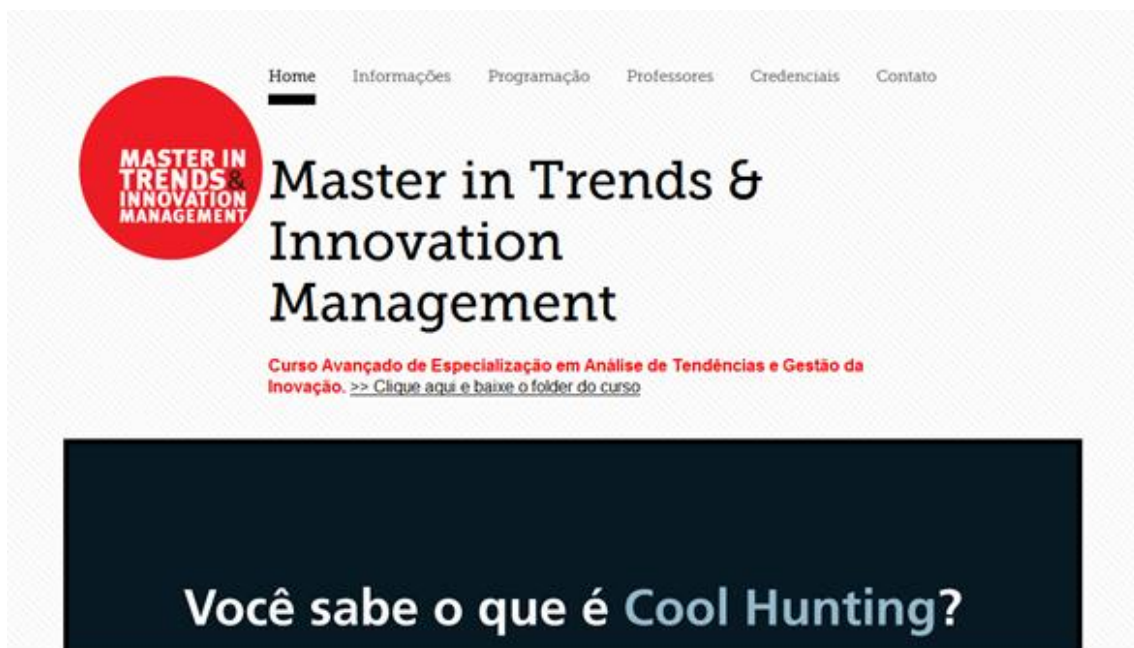 Home Informações Programação Professores Credenciais Contato
MASTER IN
TRENDS&
INNOVATION
MANAGEMENT
Master in Trends &
Innovation
Management
Curso Avançado de Especialização em Análise de Tendências e Gestão da
Inovação. >> Clique aqui e baixe o folder do curso
Você sabe o que é Cool Hunting?